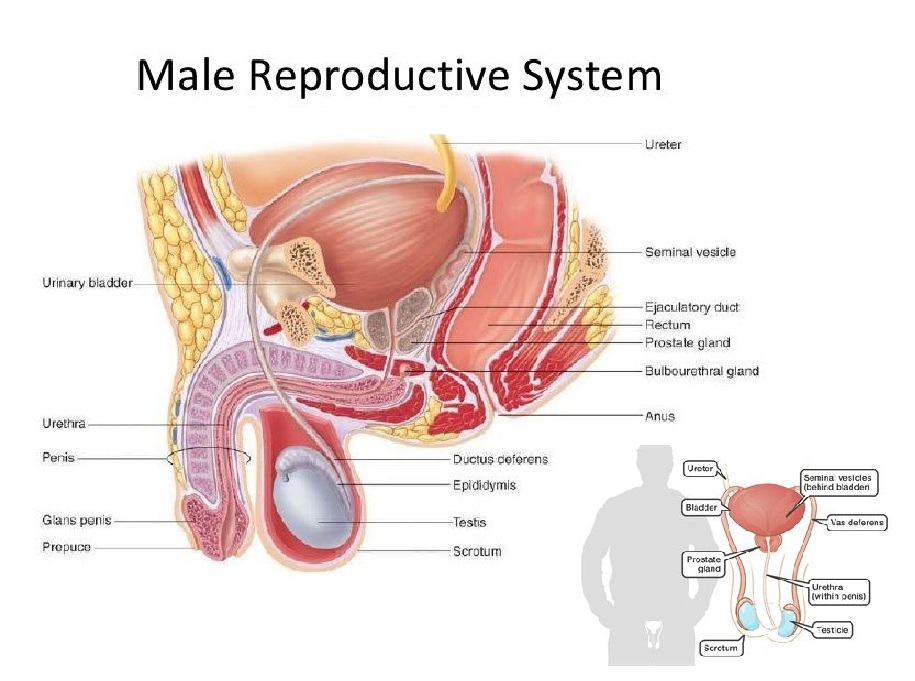 Male Reproductive System
Ureter
Seminal vesicle
Urinary bladder
Ejaculatory duct
Rectum
Prostate gland
Bulbourethral gland
Anus
Urethra
Penis
Glans penis
Prepuce
Ductus deferens
Epididymis
Testis
Scrotum
Ureter
Seminal vesicles
(behind bladder)
Bladder
Vas deferens
Prostate
gland
Urethra
(within penis)
Testicle
Scrotum